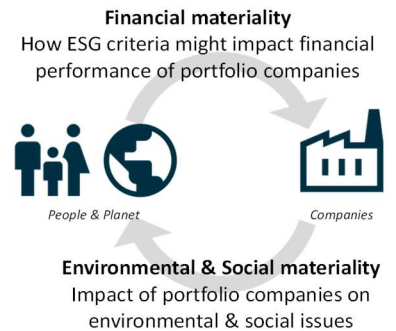 Financial materiality
How ESG criteria might impact financial
performance of portfolio companies
People & Planet
Companies
Environmental & Social materiality
Impact of portfolio companies on
environmental & social issues